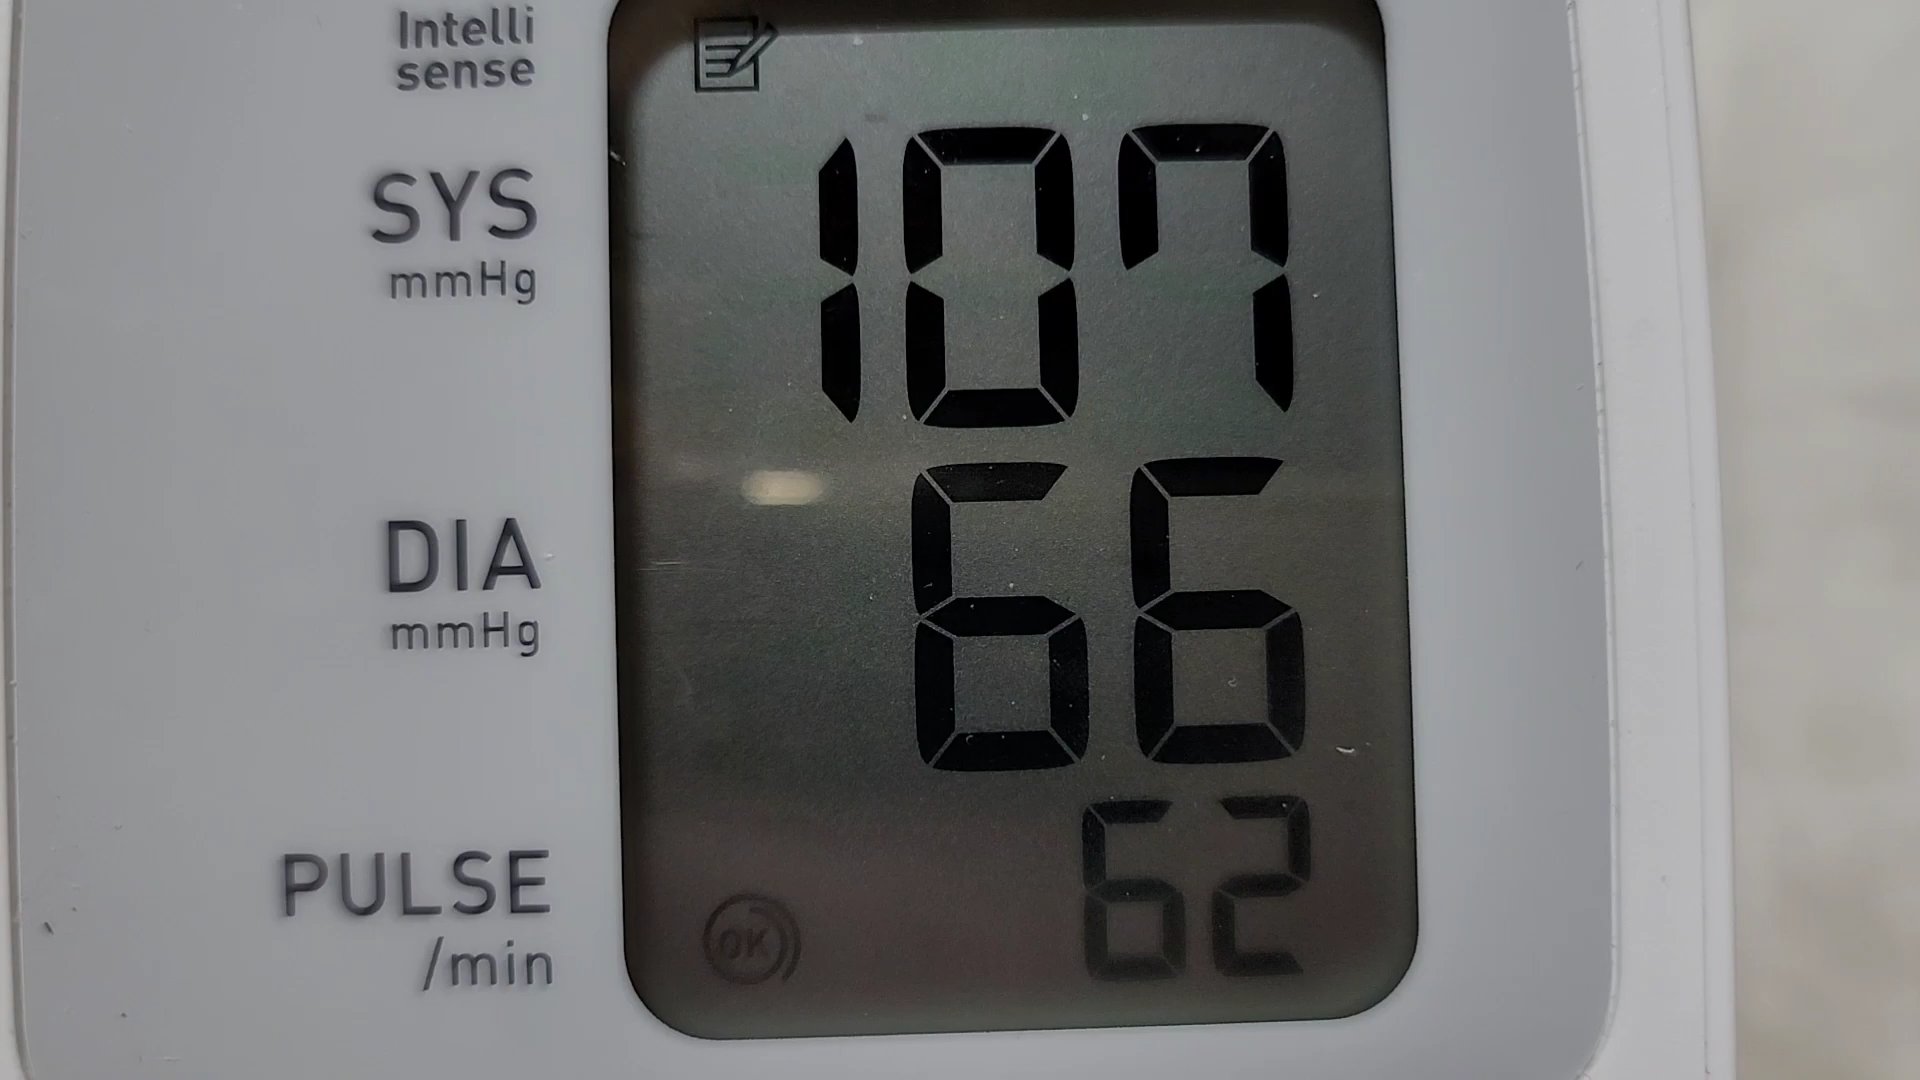 Intelli
sense
SYS
mmHg
107
DIA
mmHg
66
PULSE
/min
62
OK